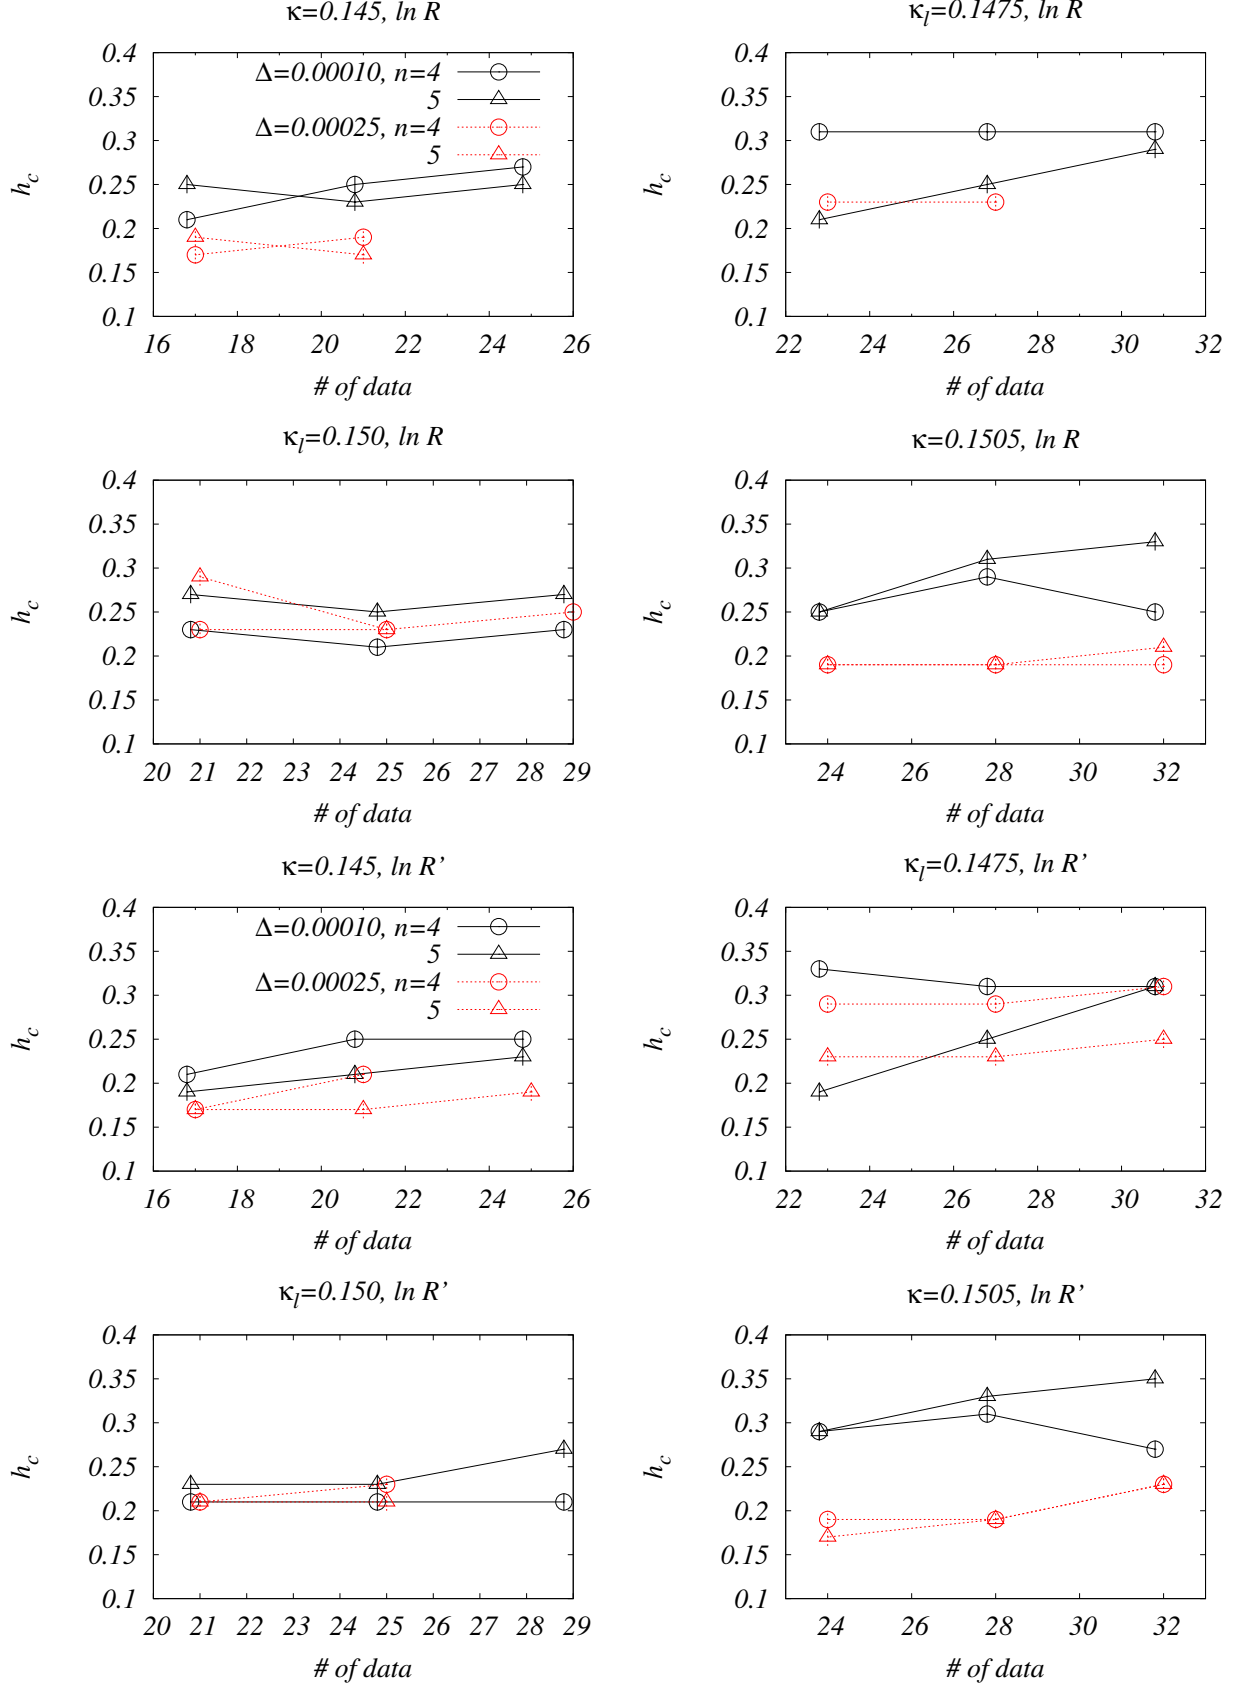 κ=0.145, ln R
0.4
0.35
0.3
0.25
0.2
0.15
0.1
h_c
Δ=0.00010, n=4
5
Δ=0.00025, n=4
5
16 18 20 22 24 26
# of data
κ_l=0.1475, ln R
0.4
0.35
0.3
0.25
0.2
0.15
0.1
h_c
22 24 26 28 30 32
# of data
κ_l=0.150, ln R
0.4
0.35
0.3
0.25
0.2
0.15
0.1
h_c
20 21 22 23 24 25 26 27 28 29
# of data
κ=0.1505, ln R
0.4
0.35
0.3
0.25
0.2
0.15
0.1
h_c
24 26 28 30 32
# of data
κ=0.145, ln R’
0.4
0.35
0.3
0.25
0.2
0.15
0.1
h_c
Δ=0.00010, n=4
5
Δ=0.00025, n=4
5
16 18 20 22 24 26
# of data
κ_l=0.1475, ln R’
0.4
0.35
0.3
0.25
0.2
0.15
0.1
h_c
22 24 26 28 30 32
# of data
κ_l=0.150, ln R’
0.4
0.35
0.3
0.25
0.2
0.15
0.1
h_c
20 21 22 23 24 25 26 27 28 29
# of data
κ=0.1505, ln R’
0.4
0.35
0.3
0.25
0.2
0.15
0.1
h_c
24 26 28 30 32
# of data